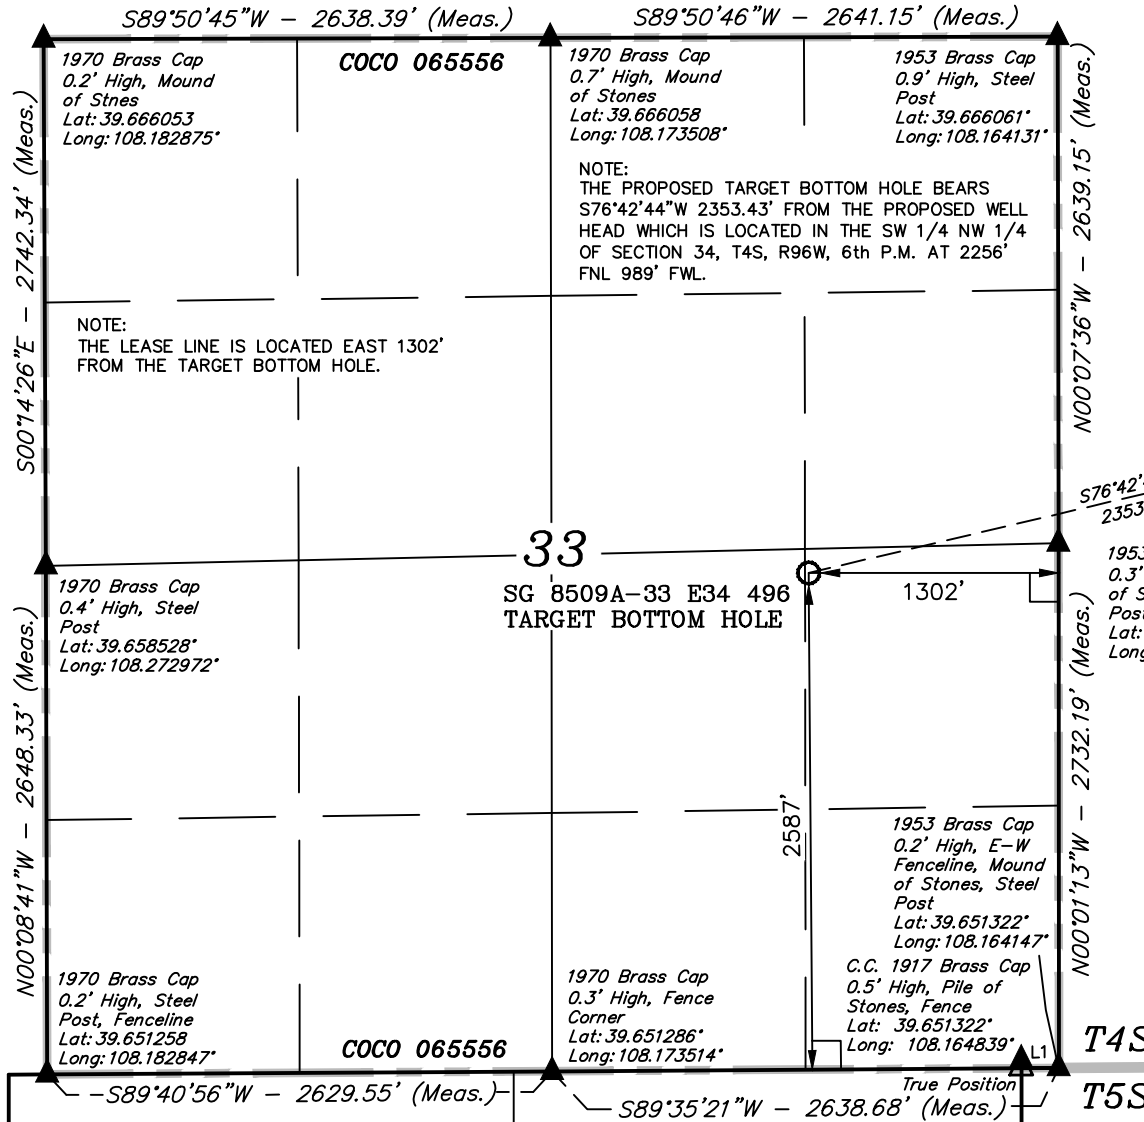 S89°50'45"W – 2638.39' (Meas.)
S89°50'46"W – 2641.15' (Meas.)
1970 Brass Cap
0.2' High, Mound
of Stnes
Lat: 39.666053
Long: 108.182875°
COCO 065556
1970 Brass Cap
0.7' High, Mound
of Stones
Lat: 39.666058
Long: 108.173508°
1953 Brass Cap
0.9' High, Steel
Post
Lat: 39.666061°
Long: 108.164131°
S00°14'26"E – 2742.34' (Meas.)
N00°07'36"W – 2639.15' (Meas.)
NOTE:
THE PROPOSED TARGET BOTTOM HOLE BEARS
S76°42'44"W 2353.43' FROM THE PROPOSED WELL
HEAD WHICH IS LOCATED IN THE SW 1/4 NW 1/4
OF SECTION 34, T4S, R96W, 6th P.M. AT 2256'
FNL 989' FWL.
NOTE:
THE LEASE LINE IS LOCATED EAST 1302'
FROM THE TARGET BOTTOM HOLE.
S76°42'
2353
33
SG 8509A–33 E34 496
TARGET BOTTOM HOLE
1302'
1953
0.3'
of S
Post
Lat:
Long
1970 Brass Cap
0.4' High, Steel
Post
Lat: 39.658528°
Long: 108.272972°
N00°08'41"W – 2648.33' (Meas.)
2587'
N00°01'13"W – 2732.19' (Meas.)
1953 Brass Cap
0.2' High, E–W
Fenceline, Mound
of Stones, Steel
Post
Lat: 39.651322°
Long: 108.164147°
1970 Brass Cap
0.2' High, Steel
Post, Fenceline
Lat: 39.651258
Long: 108.182847°
COCO 065556
1970 Brass Cap
0.3' High, Fence
Corner
Lat: 39.651286°
Long: 108.173514°
C.C. 1917 Brass Cap
0.5' High, Pile of
Stones, Fence
Lat: 39.651322°
Long: 108.164839°
L1
T4S
True Position
T5S
S89°40'56"W – 2629.55' (Meas.)
S89°35'21"W – 2638.68' (Meas.)